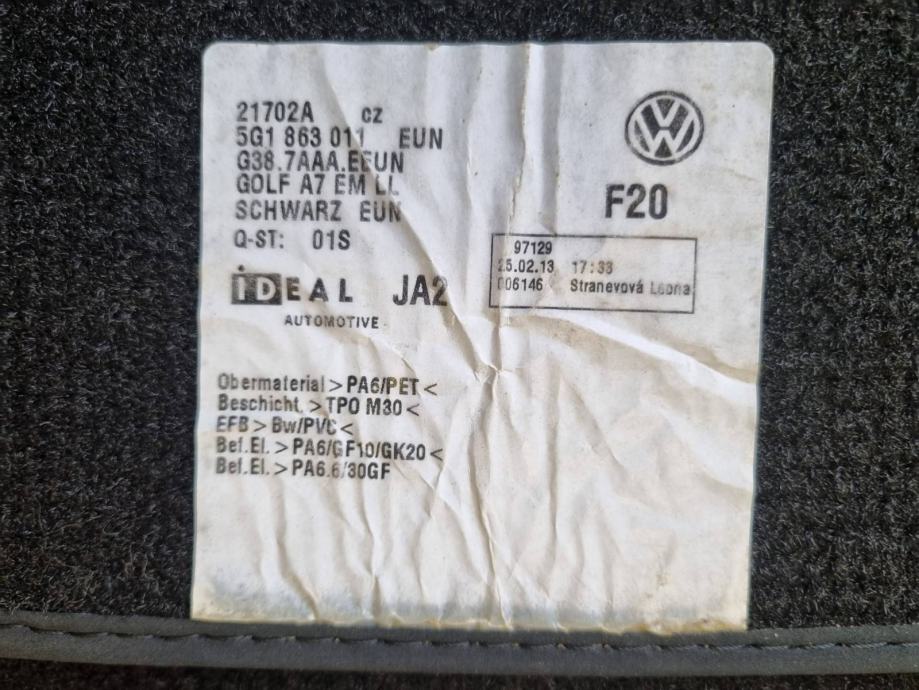 21702A CZ
5G1 863 011 EUN
G38.7AAA.EEUN
GOLF A7 EM LL
SCHWARZ EUN
Q-ST: 01S
iDEAL JA2
AUTOMOTIVE
VW
F20
97129
25.02.13 17:33
006146 Stranevová Leona
Obermaterial >PA6/PET<
Beschicht. >TPO M30<
EFB >Bw/PVC<
Bef.El. >PA6/GF10/GK20<
Bef.El. >PA6.6/30GF